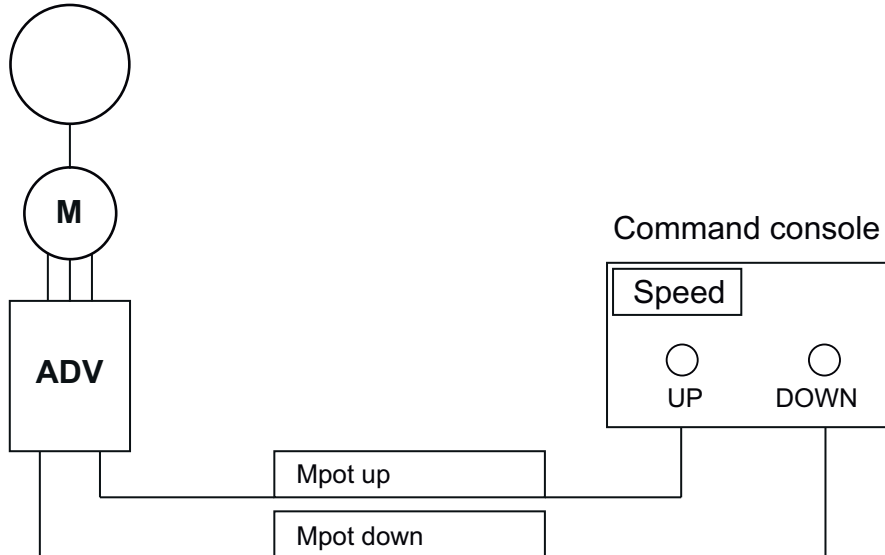 M
Command console
Speed
ADV
UP
DOWN
Mpot up
Mpot down